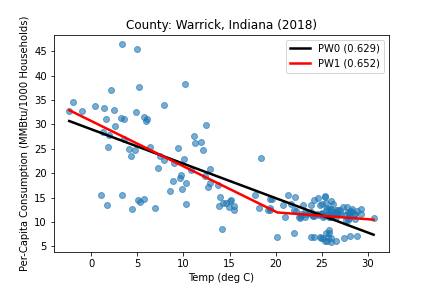 County: Warrick, Indiana (2018)
Per-Capita Consumption (MMBtu/1000 Households)
45
40
35
30
25
20
15
10
5
PW0 (0.629)
PW1 (0.652)
0 5 10 15 20 25 30
Temp (deg C)